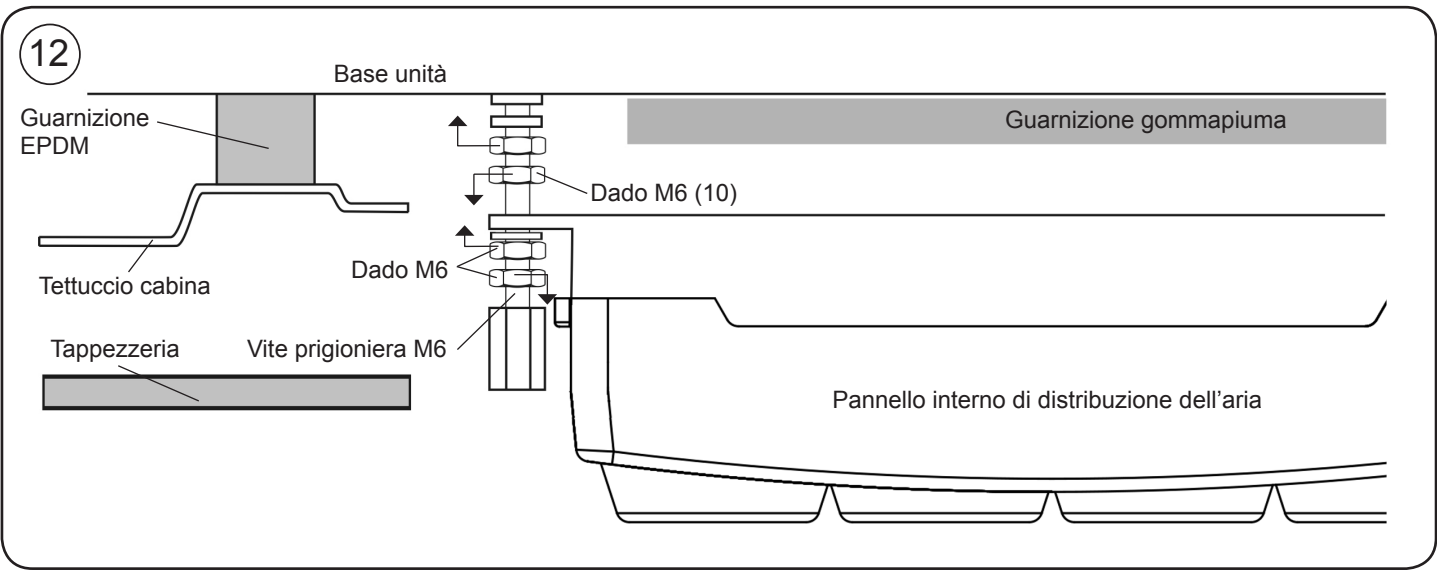 12
Base unità
Guarnizione
EPDM
Guarnizione gommapiuma
Dado M6 (10)
Dado M6
Tettuccio cabina
Tappezzeria
Vite prigioniera M6
Pannello interno di distribuzione dell’aria